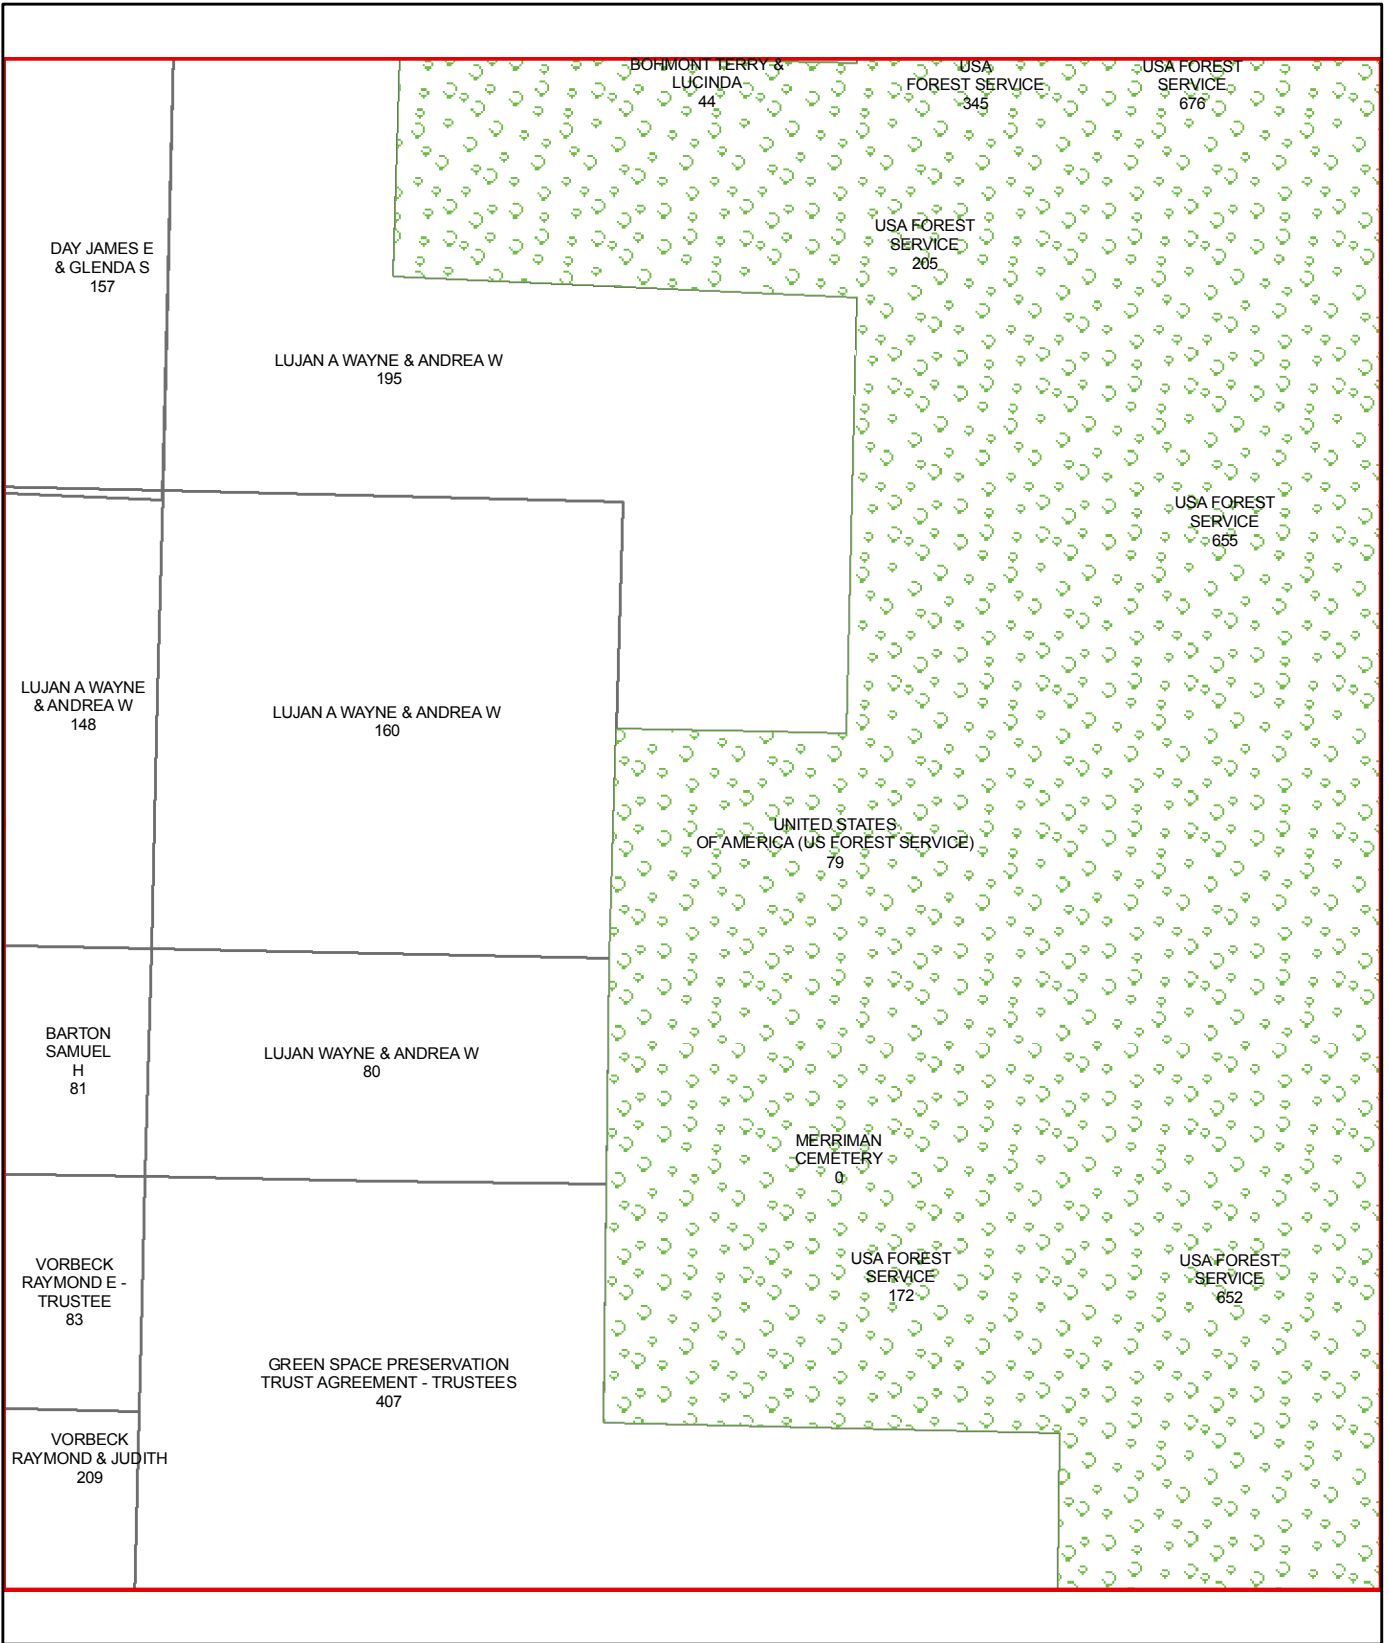 BOHMONT TERRY &
LUCINDA
44
USA
FOREST SERVICE
345
USA FOREST
SERVICE
676
DAY JAMES E
& GLENDA S
157
USA FOREST
SERVICE
205
LUJAN A WAYNE & ANDREA W
195
USA FOREST
SERVICE
655
LUJAN A WAYNE
& ANDREA W
148
LUJAN A WAYNE & ANDREA W
160
UNITED STATES
OF AMERICA (US FOREST SERVICE)
79
BARTON
SAMUEL
H
81
LUJAN WAYNE & ANDREA W
80
MERRIMAN
CEMETERY
0
VORBECK
RAYMOND E -
TRUSTEE
83
USA FOREST
SERVICE
172
USA FOREST
SERVICE
652
GREEN SPACE PRESERVATION
TRUST AGREEMENT - TRUSTEES
407
VORBECK
RAYMOND & JUDITH
209